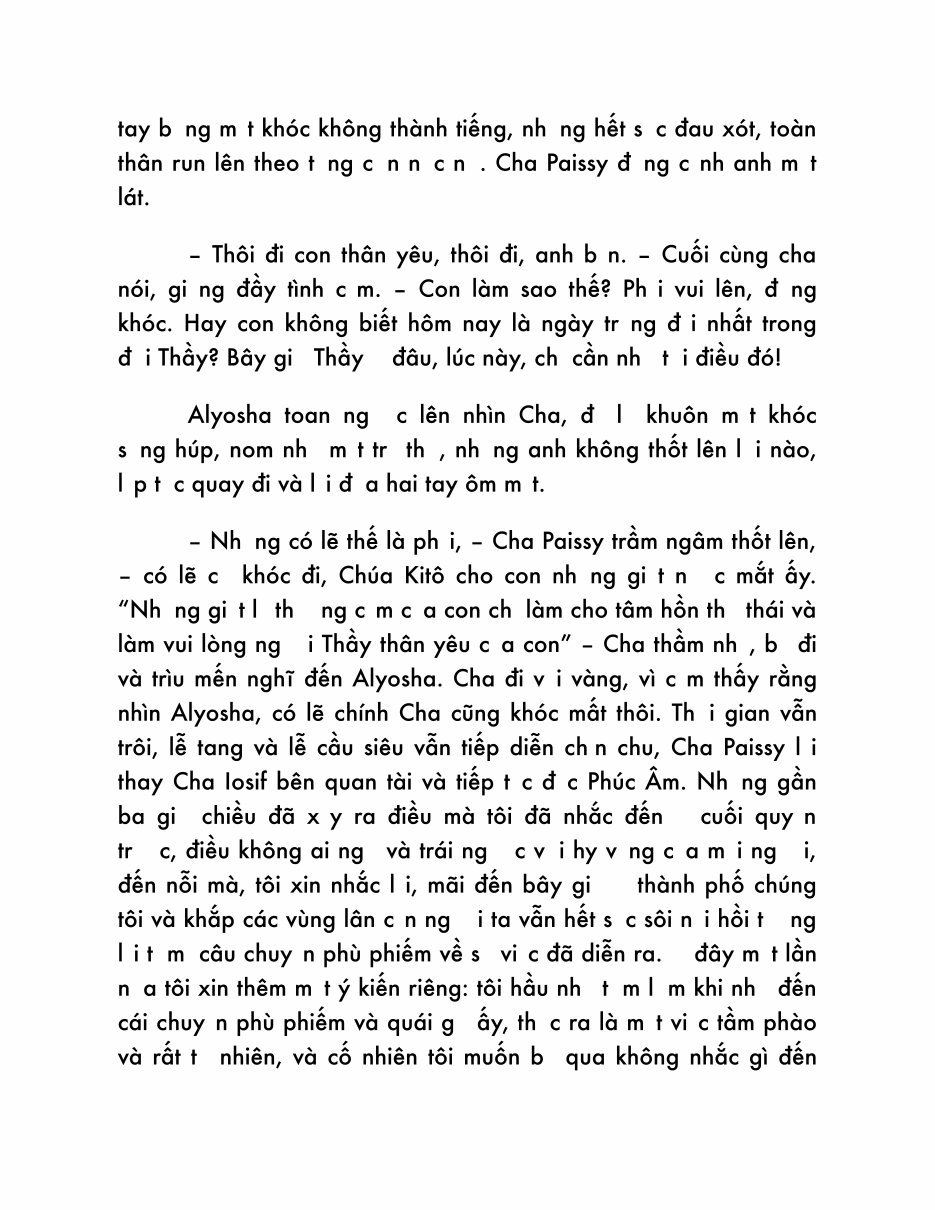 tay b ng m t khóc không thành tiếng, nh ng hết s c đau xót, toàn
thân run lên theo t ng c n n c n . Cha Paissy đ ng c nh anh m t
lát.
– Thôi đi con thân yêu, thôi đi, anh b n. – Cuối cùng cha
nói, gi ng đầy tình c m. – Con làm sao thế? Ph i vui lên, đ ng
khóc. Hay con không biết hôm nay là ngày tr ng đ i nhất trong
đ i Thầy? Bây gi Thầy đâu, lúc này, ch cần nh t i điều đó!
Alyosha toan ng c lên nhìn Cha, đ l khuôn m t khóc
s ng húp, nom nh m t tr th , nh ng anh không thốt lên l i nào,
l p t c quay đi và l i đ a hai tay ôm m t.
– Nh ng có lẽ thế là ph i, – Cha Paissy trầm ngâm thốt lên,
– có lẽ c khóc đi, Chúa Kitô cho con nh ng gi t n c mắt ấy.
“Nh ng gi t l th ng c m c a con ch làm cho tâm hồn th thái và
làm vui lòng ng i Thầy thân yêu c a con” – Cha thầm nh , b đi
và trìu mến nghĩ đến Alyosha. Cha đi v i vàng, vì c m thấy rằng
nhìn Alyosha, có lẽ chính Cha cũng khóc mất thôi. Th i gian vẫn
trôi, lễ tang và lễ cầu siêu vẫn tiếp diễn ch n chu, Cha Paissy l i
thay Cha Iosif bên quan tài và tiếp t c đ c Phúc Âm. Nh ng gần
ba gi chiều đã x y ra điều mà tôi đã nhắc đến cuối quy n
tr c, điều không ai ng và trái ng c v i hy v ng c a m i ng i,
đến nỗi mà, tôi xin nhắc l i, mãi đến bây gi thành phố chúng
tôi và khắp các vùng lân c n ng i ta vẫn hết s c sôi n i hồi t ng
l i t m câu chuy n phù phiếm về s vi c đã diễn ra. đây m t lần
n a tôi xin thêm m t ý kiến riêng: tôi hầu nh t m l m khi nh đến
cái chuy n phù phiếm và quái g ấy, th c ra là m t vi c tầm phào
và rất t nhiên, và cố nhiên tôi muốn b qua không nhắc gì đến